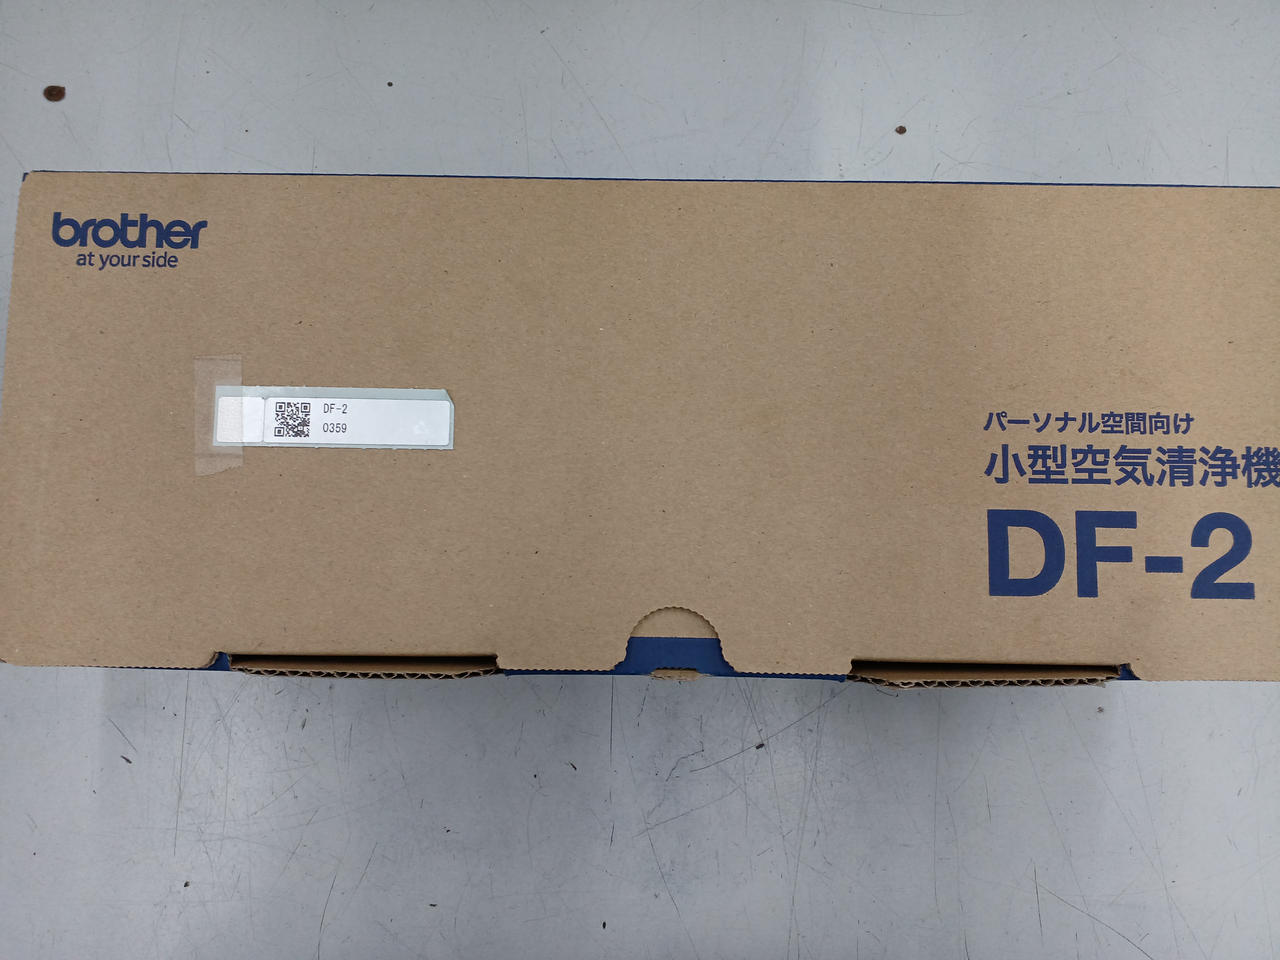 brother
at your side
DF-2
0359
パーソナル空間向け
小型空気清浄機
DF-2